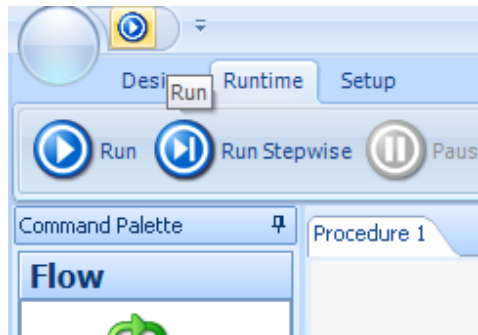 Desi Runtime Setup
Run
Run Run Stepwise Paus
Command Palette Procedure 1
Flow